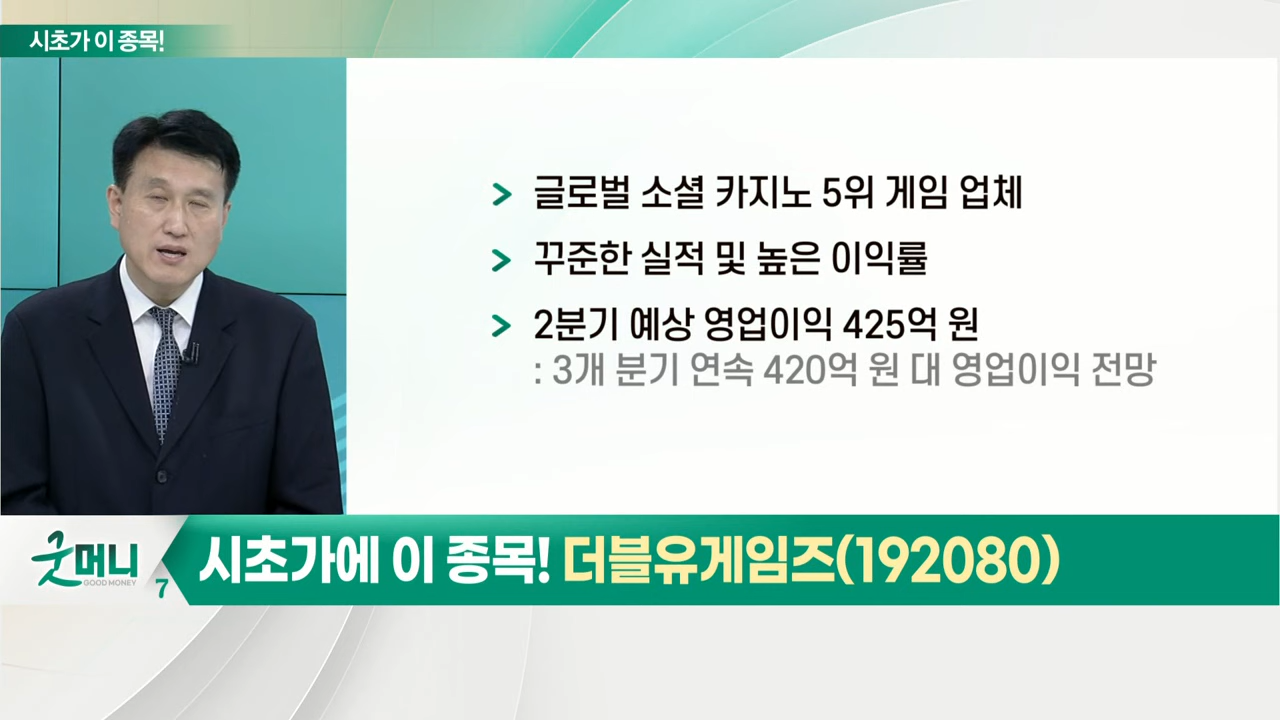 시초가 이 종목!
> 글로벌 소셜 카지노 5위 게임 업체
> 꾸준한 실적 및 높은 이익률
> 2분기 예상 영업이익 425억 원
: 3개 분기 연속 420억 원 대 영업이익 전망
굿머니
GOOD MONEY
7
시초가에 이 종목! 더블유게임즈(192080)